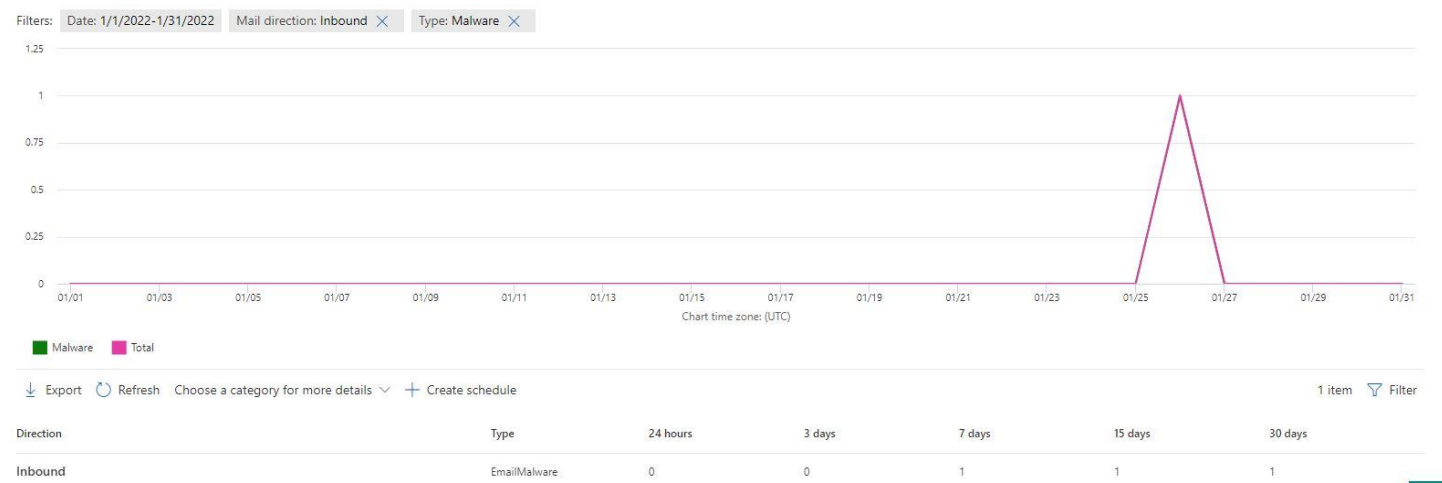 Filters: Date: 1/1/2022-1/31/2022 Mail direction: Inbound Type: Malware
1.25
1
0.75
0.5
0.25
0
01/01 01/03 01/05 01/07 01/09 01/11 01/13 01/15 01/17 01/19 01/21 01/23 01/25 01/27 01/29 01/31
Chart time zone: (UTC)
Malware Total
Export Refresh Choose a category for more details Create schedule 1 item Filter
Direction Type 24 hours 3 days 7 days 15 days 30 days
Inbound EmailMalware 0 0 1 1 1